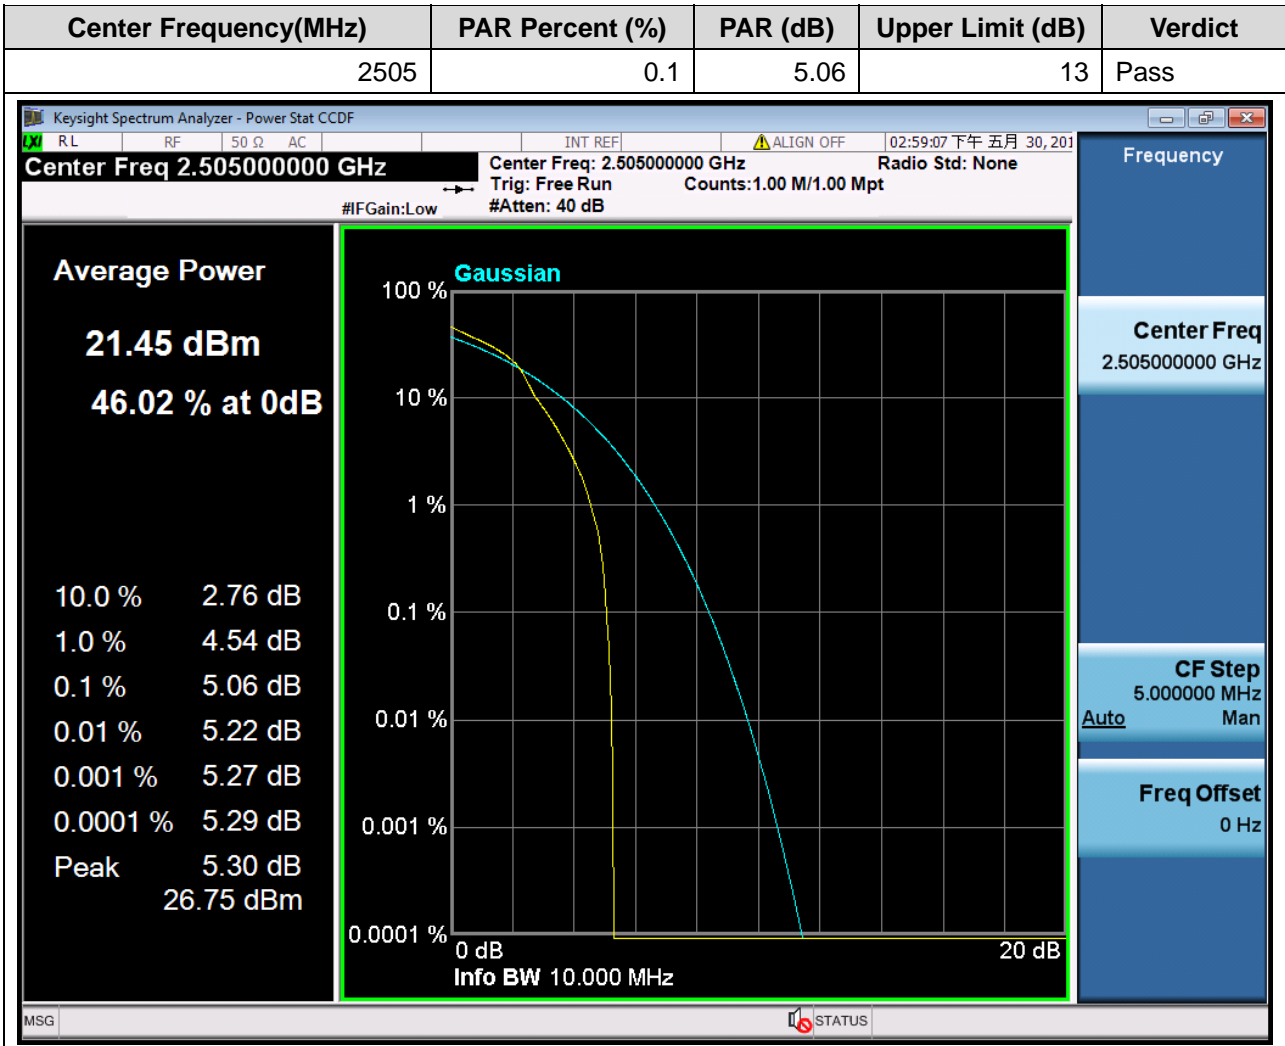 Center Frequency(MHz) PAR Percent (%) PAR (dB) Upper Limit (dB) Verdict
2505 0.1 5.06 13 Pass
Keysight Spectrum Analyzer - Power Stat CCDF
LXI RL RF 50 Ω AC INT REF ALIGN OFF 02:59:07 下午 五月 30, 201
Center Freq 2.505000000 GHz
#IFGain:Low
Center Freq: 2.505000000 GHz
Trig: Free Run Counts:1.00 M/1.00 Mpt
#Atten: 40 dB
Radio Std: None
Average Power
21.45 dBm
46.02 % at 0dB
10.0 % 2.76 dB
1.0 % 4.54 dB
0.1 % 5.06 dB
0.01 % 5.22 dB
0.001 % 5.27 dB
0.0001 % 5.29 dB
Peak 5.30 dB
26.75 dBm
Gaussian
100 %
10 %
1 %
0.1 %
0.01 %
0.001 %
0.0001 %
0 dB 20 dB
Info BW 10.000 MHz
Frequency
Center Freq
2.505000000 GHz
CF Step
5.000000 MHz
Auto Man
Freq Offset
0 Hz
MSG STATUS